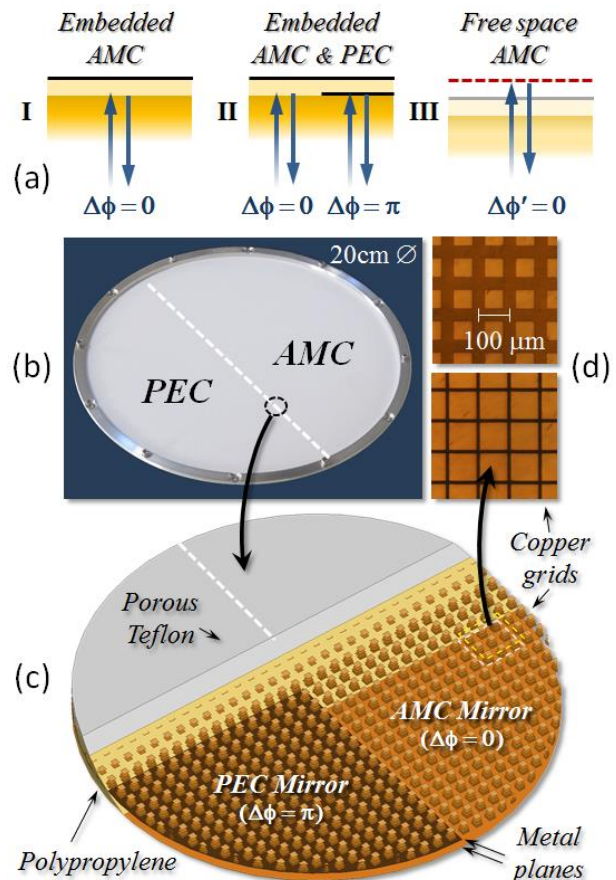 Embedded
AMC
Embedded
AMC & PEC
Free space
AMC
I
II
III
(a)
Δϕ = 0
Δϕ = 0
Δϕ = π
Δϕ′ = 0
(b)
20cm ∅
AMC
PEC
100 μm
(d)
Copper
grids
Porous
Teflon
(c)
AMC Mirror
(Δϕ = 0)
PEC Mirror
(Δϕ = π)
Polypropylene
Metal
planes